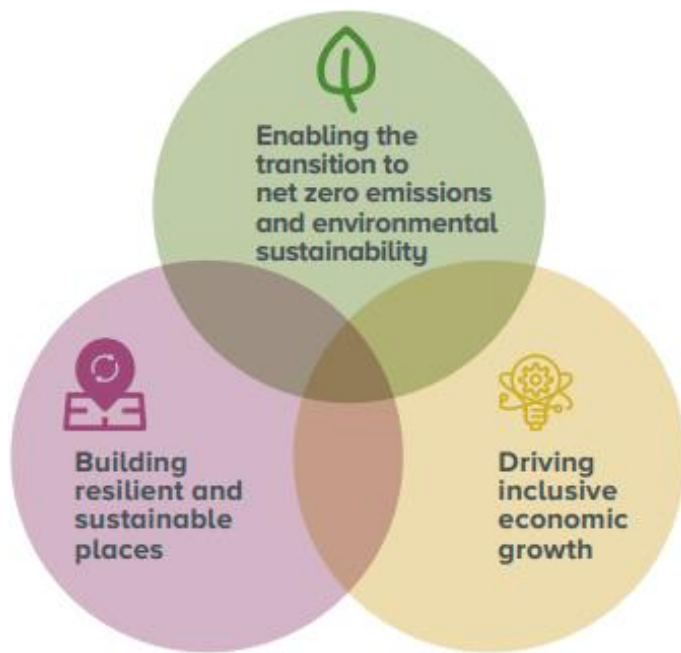 Enabling the
transition to
net zero emissions
and environmental
sustainability
Building
resilient and
sustainable
places
Driving
inclusive
economic
growth